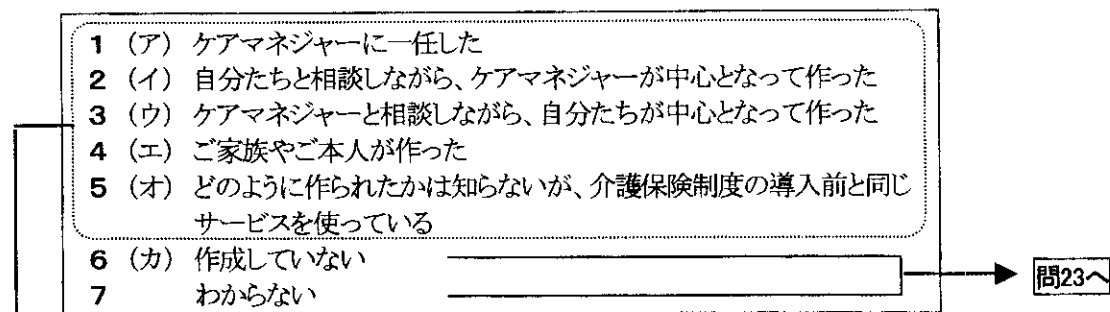 1 (ア) ケアマネジャーに一任した
2 (イ) 自分たちと相談しながら、ケアマネジャーが中心となって作った
3 (ウ) ケアマネジャーと相談しながら、自分たちが中心となって作った
4 (エ) ご家族やご本人が作った
5 (オ) どのように作られたかは知らないが、介護保険制度の導入前と同じ
サービスを使っている
6 (カ) 作成していない
7 わからない
問23へ